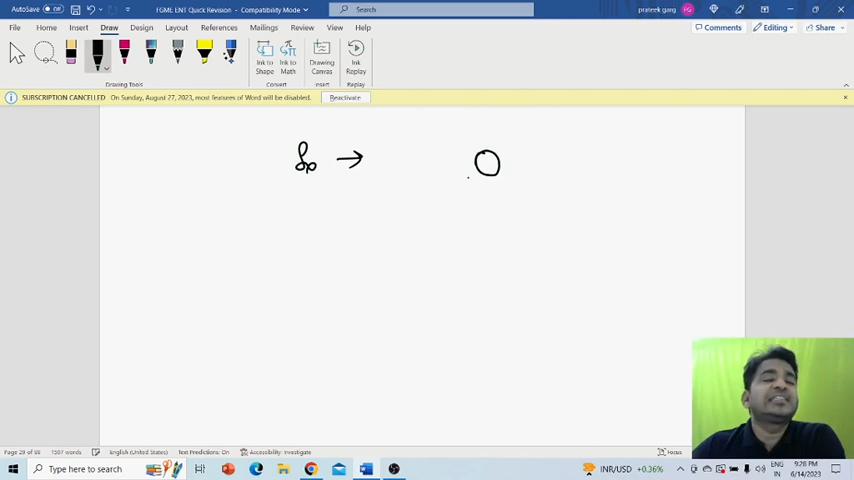 AutoSave Off FGME ENT Quick Revision - Compatibility Mode Search prateek garg PG
File Home Insert Draw Design Layout References Mailings Review View Help Comments Editing Share
Ink to Shape Ink to Math Drawing Canvas Ink Replay
Drawing Tools Convert Insert Replay
SUBSCRIPTION CANCELLED On Sunday, August 27, 2023, most features of Word will be disabled. Reactivate
Page 29 of 98 1507 words English (United States) Text Predictions: On Accessibility: Investigate Focus
Type here to search INR/USD +0.36% ENG IN 9:28 PM 6/14/2023